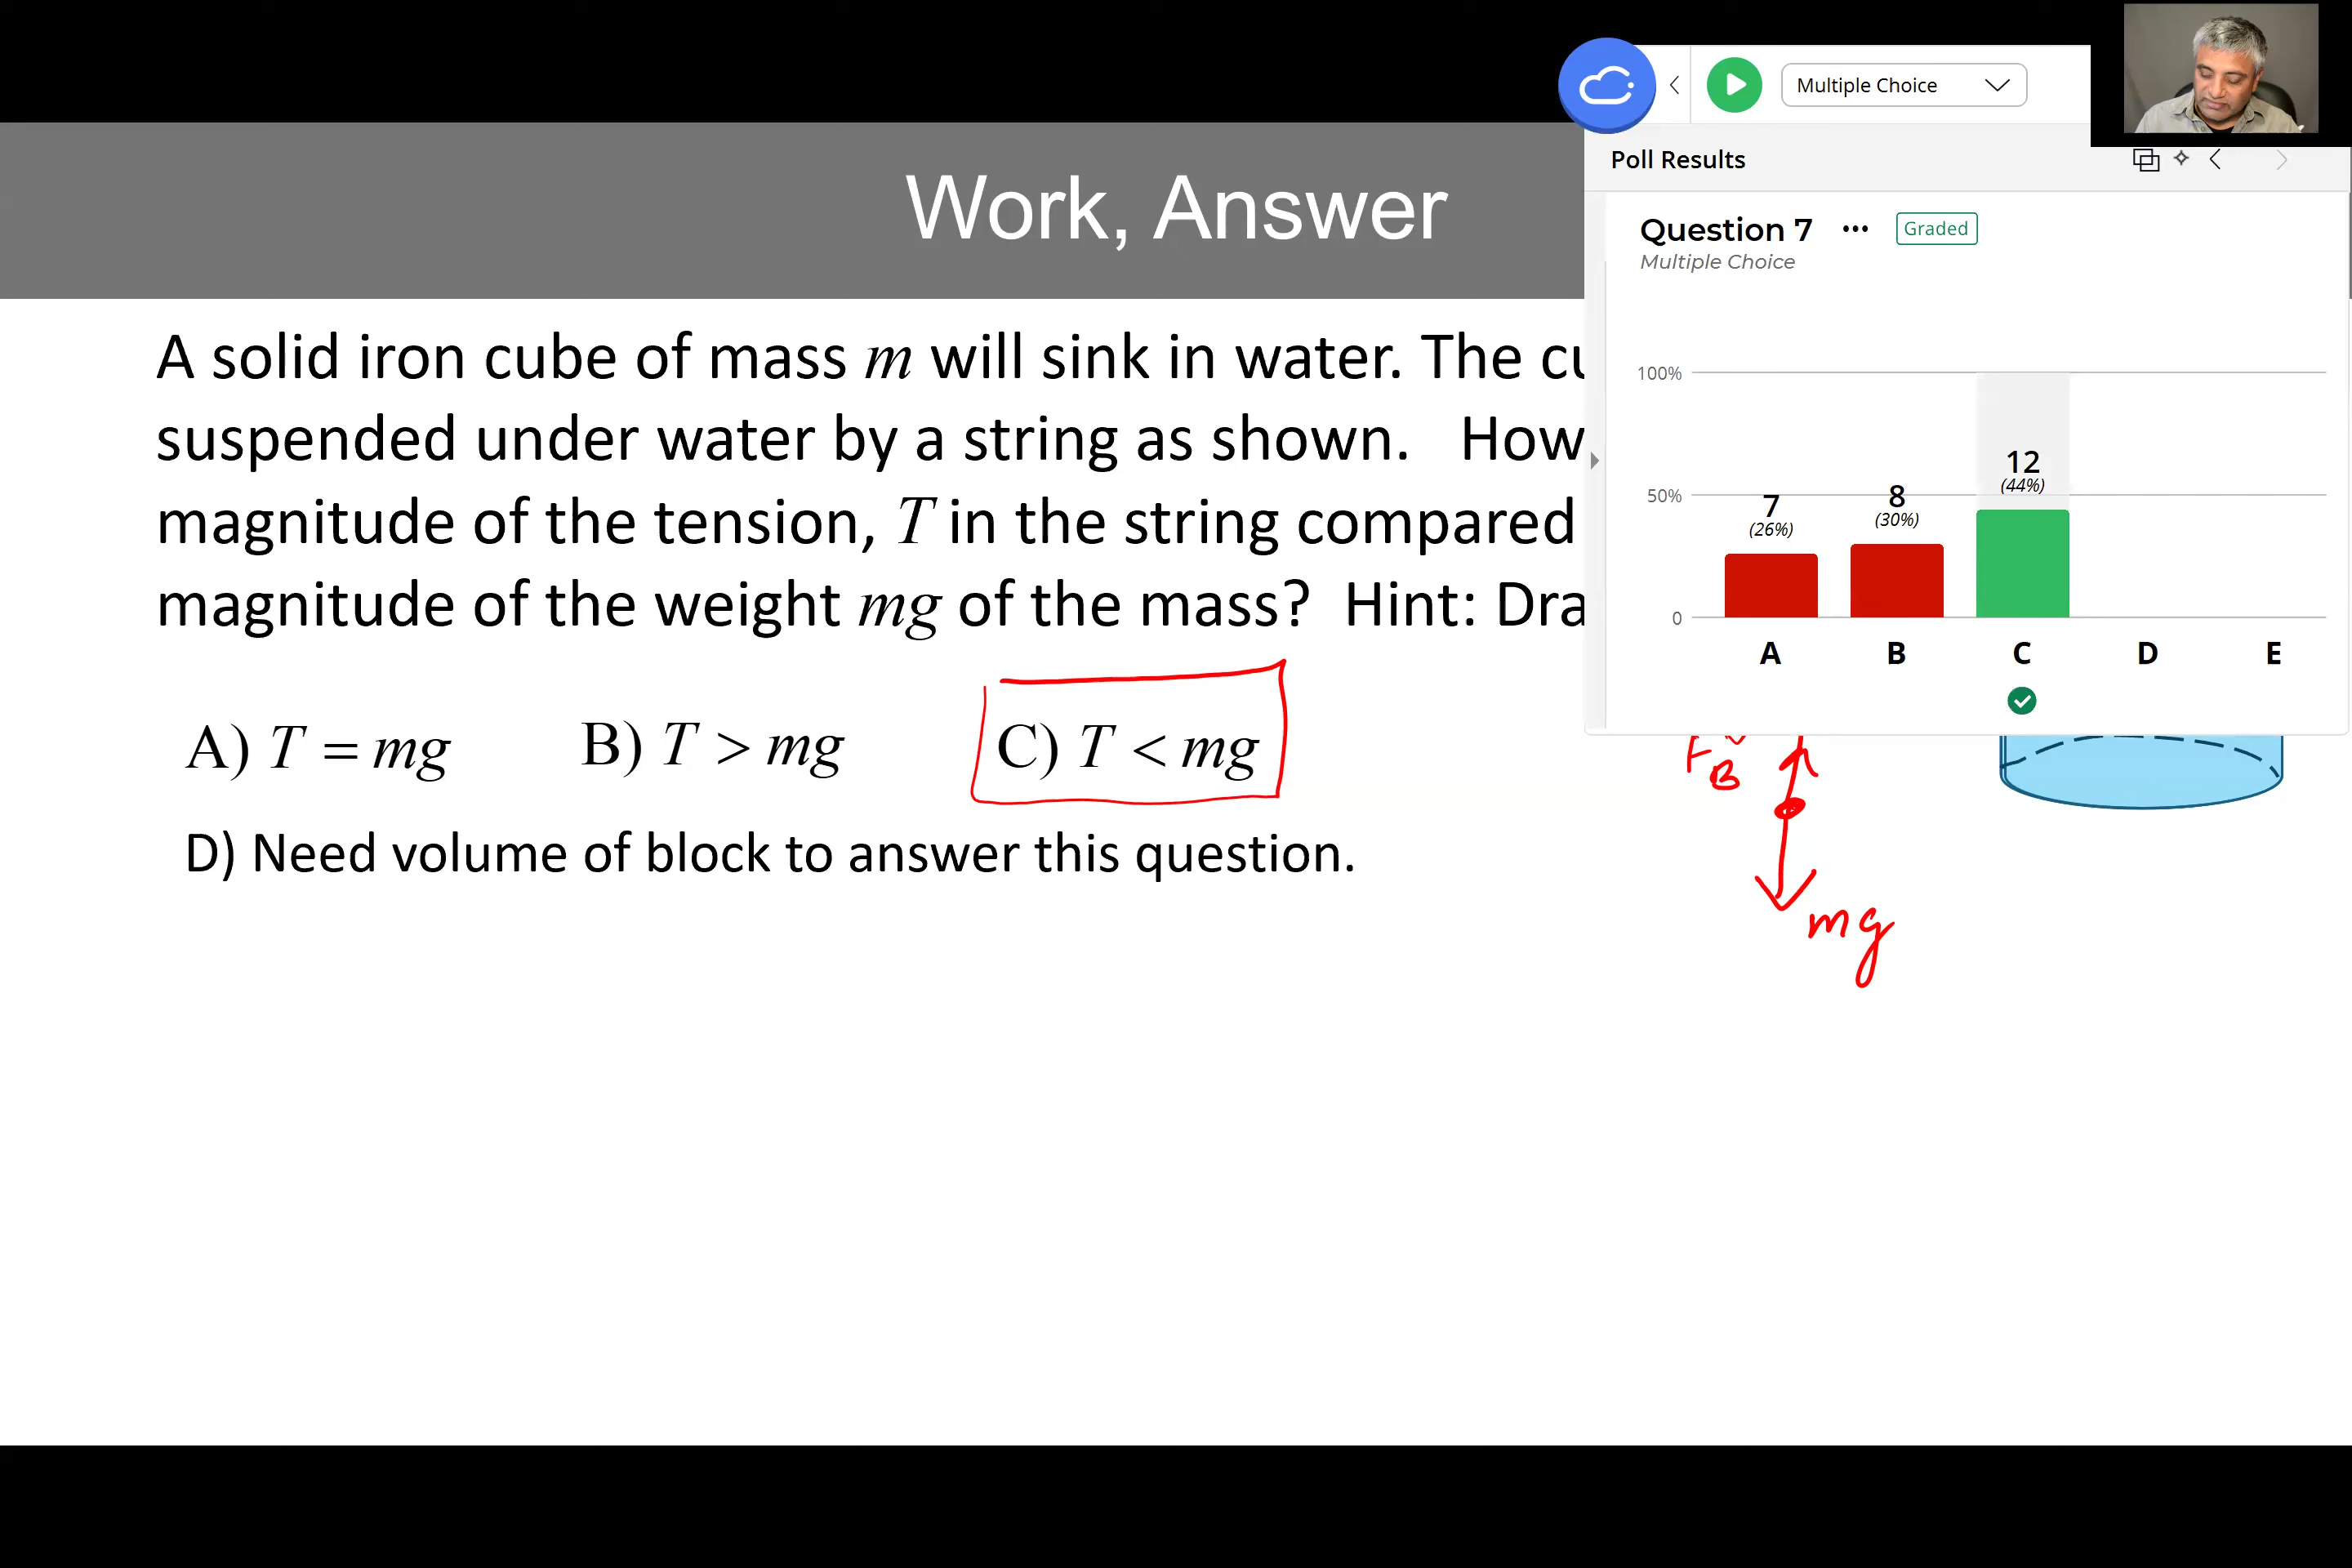 Multiple Choice
Poll Results
Work, Answer
Question 7 ••• Graded
Multiple Choice
A solid iron cube of mass m will sink in water. The cu
suspended under water by a string as shown. How
magnitude of the tension, T in the string compared
magnitude of the weight mg of the mass? Hint: Dra
100%
50%
0
7
(26%)
8
(30%)
12
(44%)
A B C D E
A) T = mg B) T > mg C) T < mg
D) Need volume of block to answer this question.
F_B
mg